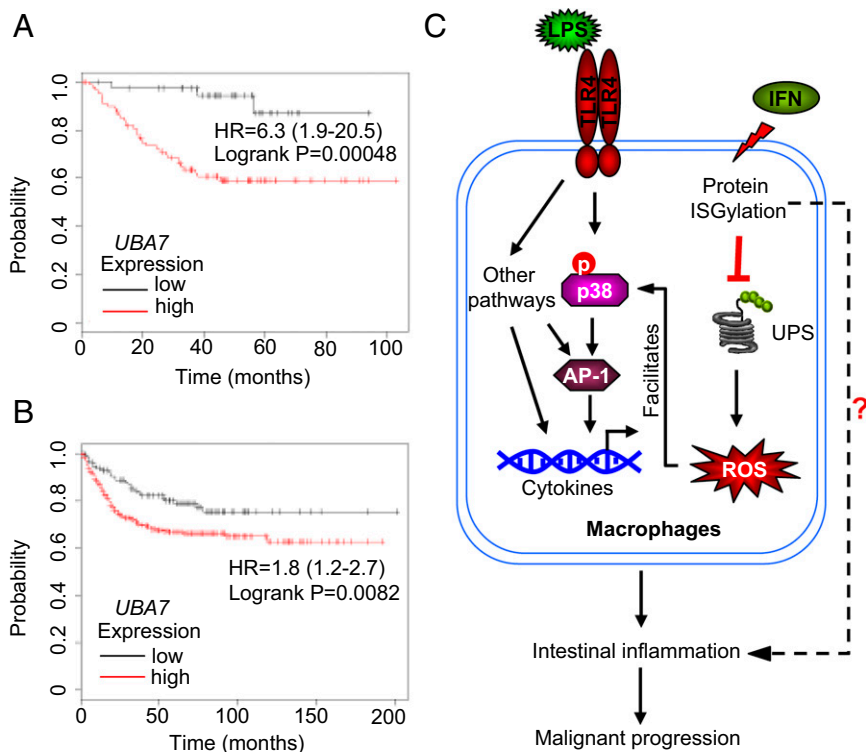 A
1.0
0.8
0.6
0.4
0.2
0
Probability
HR=6.3 (1.9-20.5)
Logrank P=0.00048
UBA7
Expression
low
high
0 20 40 60 80 100
Time (months)
B
1.0
0.8
0.6
0.4
0.2
0
Probability
HR=1.8 (1.2-2.7)
Logrank P=0.0082
UBA7
Expression
low
high
0 50 100 150 200
Time (months)
C
LPS
TLR4
TLR4
IFN
Protein
ISGylation
Other
pathways
p
p38
UPS
AP-1
Facilitates
?
ROS
Cytokines
Macrophages
Intestinal inflammation
Malignant progression